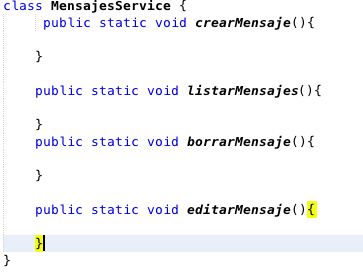 class MensajesService {
public static void crearMensaje(){
}
public static void listarMensajes(){
}
public static void borrarMensaje(){
}
public static void editarMensaje(){
}
}